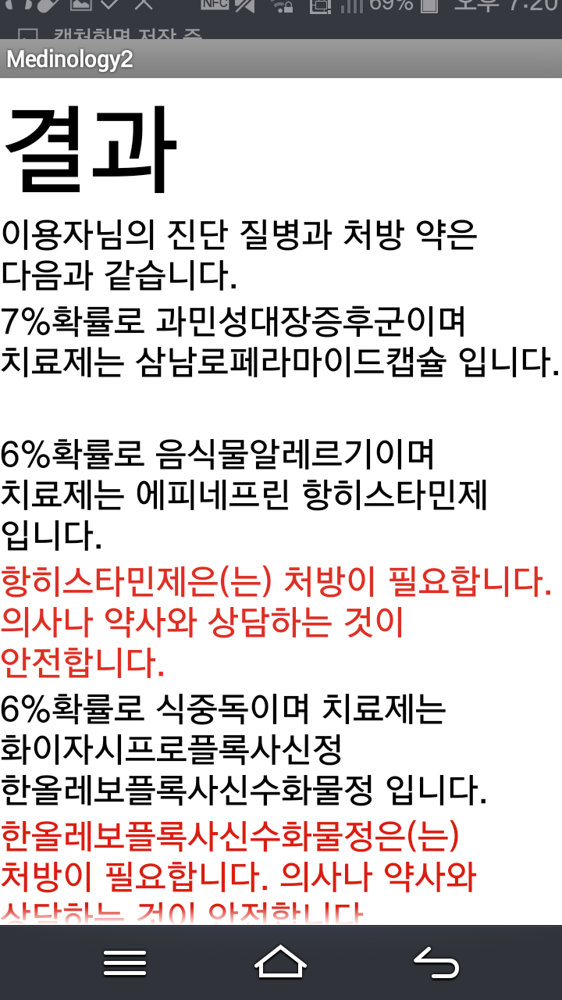 NFC 69% 오후 7:20
캡처화면 저장 중
Medinology2
결과
이용자님의 진단 질병과 처방 약은
다음과 같습니다.
7%확률로 과민성대장증후군이며
치료제는 삼남로페라마이드캡슐 입니다.
6%확률로 음식물알레르기이며
치료제는 에피네프린 항히스타민제
입니다.
항히스타민제은(는) 처방이 필요합니다.
의사나 약사와 상담하는 것이
안전합니다.
6%확률로 식중독이며 치료제는
화이자시프로플록사신정
한올레보플록사신수화물정 입니다.
한올레보플록사신수화물정은(는)
처방이 필요합니다. 의사나 약사와
상담하는 것이 안전합니다